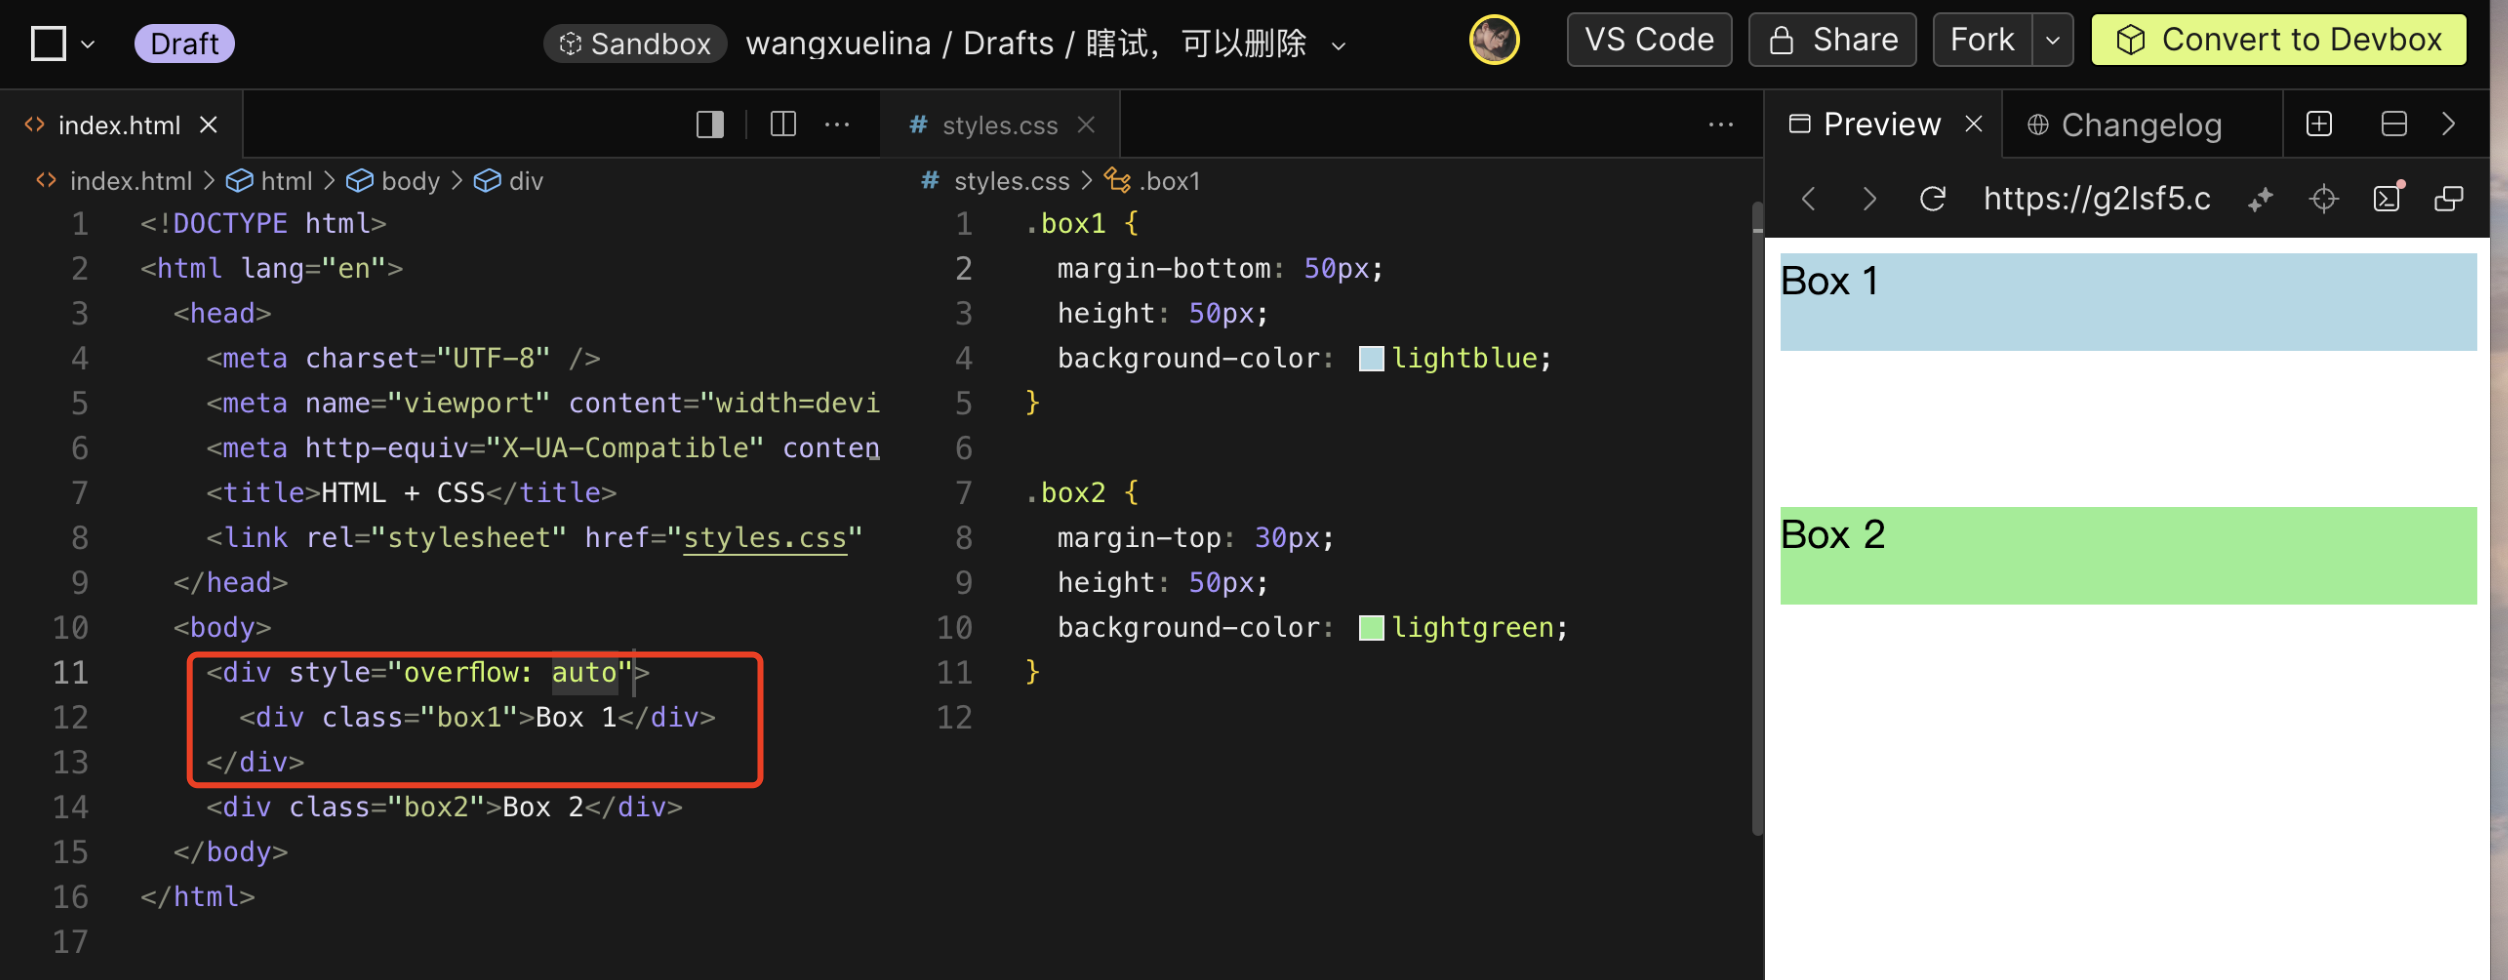 Draft
Sandbox wangxuelina / Drafts / 瞎试，可以删除
VS Code
Share
Fork
Convert to Devbox
index.html
styles.css
Preview
Changelog
index.html > html > body > div
1 <!DOCTYPE html>
2 <html lang="en">
3 <head>
4 <meta charset="UTF-8" />
5 <meta name="viewport" content="width=devi
6 <meta http-equiv="X-UA-Compatible" conten
7 <title>HTML + CSS</title>
8 <link rel="stylesheet" href="styles.css"
9 </head>
10 <body>
11 <div style="overflow: auto">
12 <div class="box1">Box 1</div>
13 </div>
14 <div class="box2">Box 2</div>
15 </body>
16 </html>
17
# styles.css > .box1
1 .box1 {
2 margin-bottom: 50px;
3 height: 50px;
4 background-color: lightblue;
5 }
6
7 .box2 {
8 margin-top: 30px;
9 height: 50px;
10 background-color: lightgreen;
11 }
12
https://g2lsf5.c
Box 1
Box 2